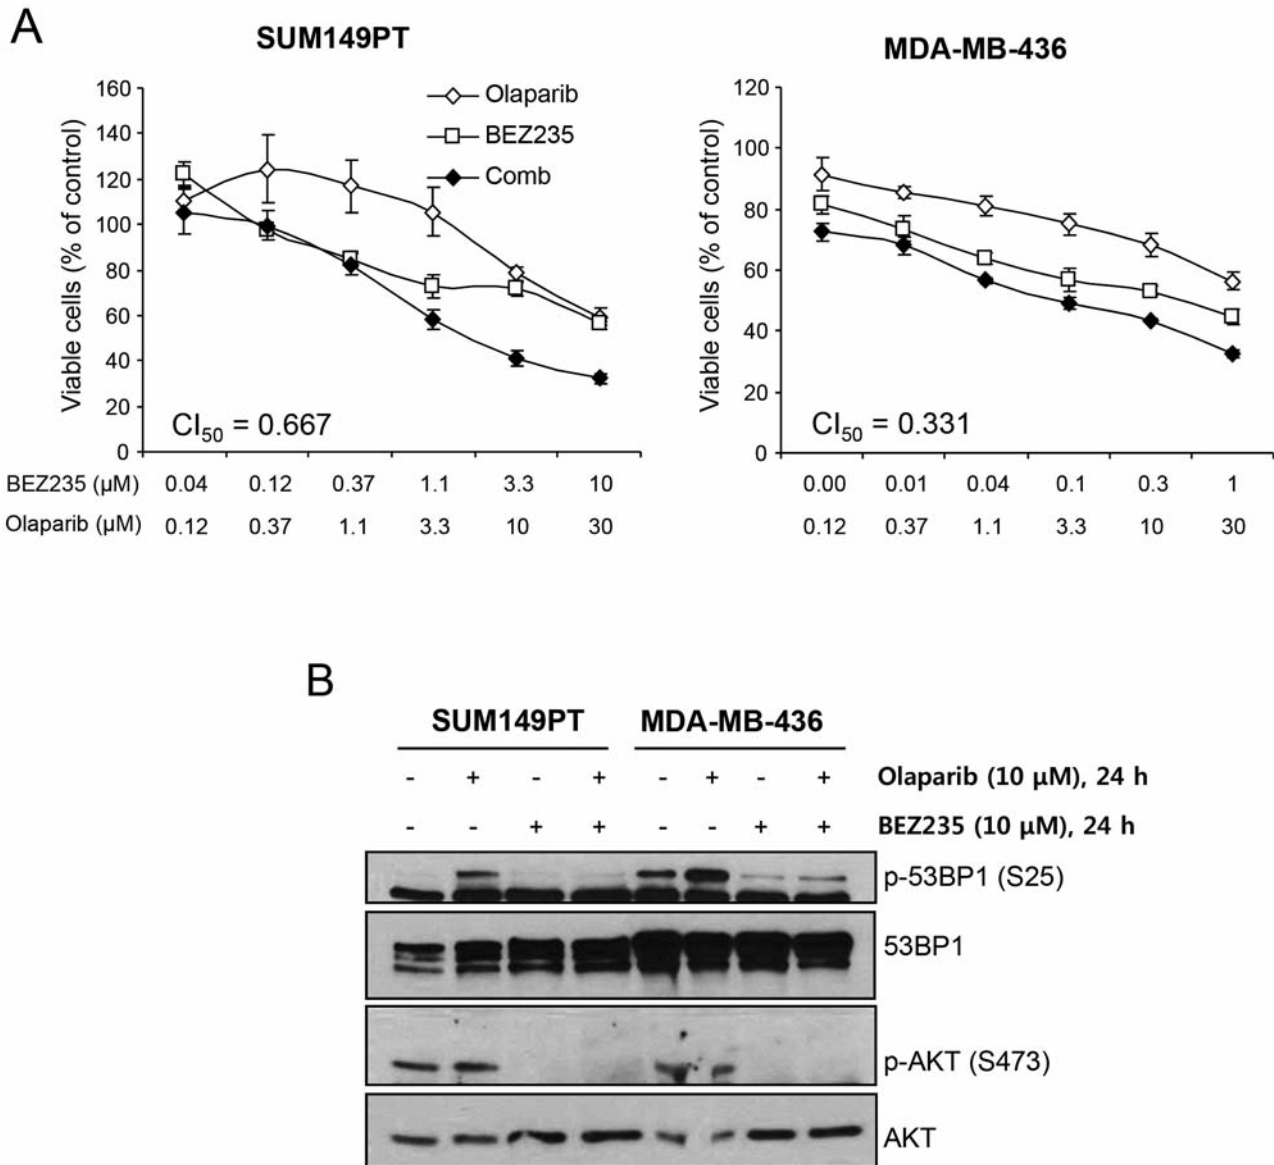 A
SUM149PT
MDA-MB-436
Viable cells (% of control)
160
140
120
100
80
60
40
20
0
Olaparib
BEZ235
Comb
CI50 = 0.667
Viable cells (% of control)
120
100
80
60
40
20
0
CI50 = 0.331
BEZ235 (μM) 0.04 0.12 0.37 1.1 3.3 10 0.00 0.01 0.04 0.1 0.3 1
Olaparib (μM) 0.12 0.37 1.1 3.3 10 30 0.12 0.37 1.1 3.3 10 30
B
SUM149PT MDA-MB-436
- + - + - + - + Olaparib (10 μM), 24 h
- - + + - - + + BEZ235 (10 μM), 24 h
p-53BP1 (S25)
53BP1
p-AKT (S473)
AKT